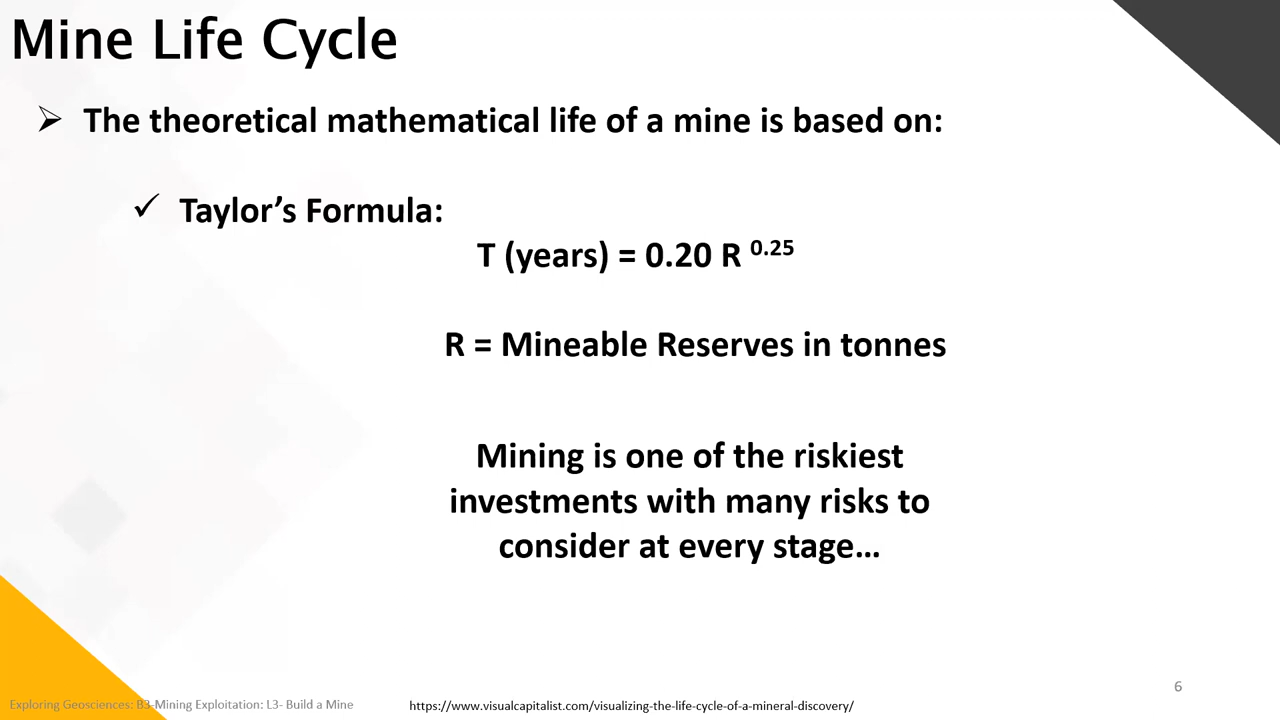 Mine Life Cycle
➢ The theoretical mathematical life of a mine is based on:
✓ Taylor’s Formula:
T (years) = 0.20 R ^0.25
R = Mineable Reserves in tonnes
Mining is one of the riskiest
investments with many risks to
consider at every stage…
6
Exploring Geosciences: B3-Mining Exploitation: L3- Build a Mine
https://www.visualcapitalist.com/visualizing-the-life-cycle-of-a-mineral-discovery/